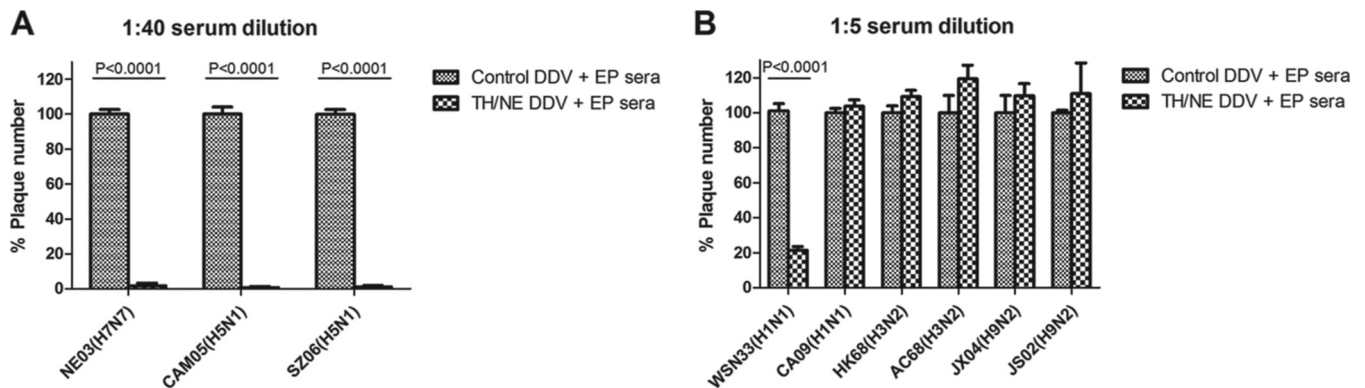 A
1:40 serum dilution
P<0.0001 P<0.0001 P<0.0001
120
100
80
60
40
20
0
% Plaque number
NE03(H7N7)
CAM05(H5N1)
SZ06(H5N1)
Control DDV + EP sera
TH/NE DDV + EP sera
B
1:5 serum dilution
P<0.0001
120
100
80
60
40
20
0
% Plaque number
WSN33(H1N1)
CA09(H1N1)
HK68(H3N2)
AC68(H3N2)
JX04(H9N2)
JS02(H9N2)
Control DDV + EP sera
TH/NE DDV + EP sera